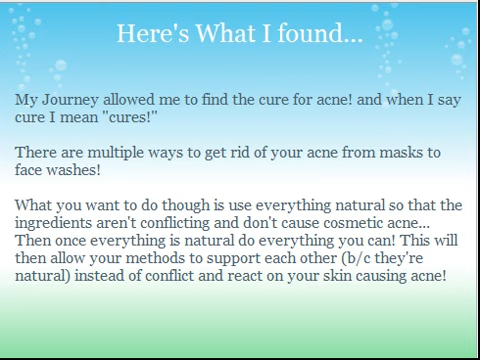 Here's What I found...
My Journey allowed me to find the cure for acne! and when I say
cure I mean "cures!"
There are multiple ways to get rid of your acne from masks to
face washes!
What you want to do though is use everything natural so that the
ingredients aren't conflicting and don't cause cosmetic acne...
Then once everything is natural do everything you can! This will
then allow your methods to support each other (b/c they're
natural) instead of conflict and react on your skin causing acne!